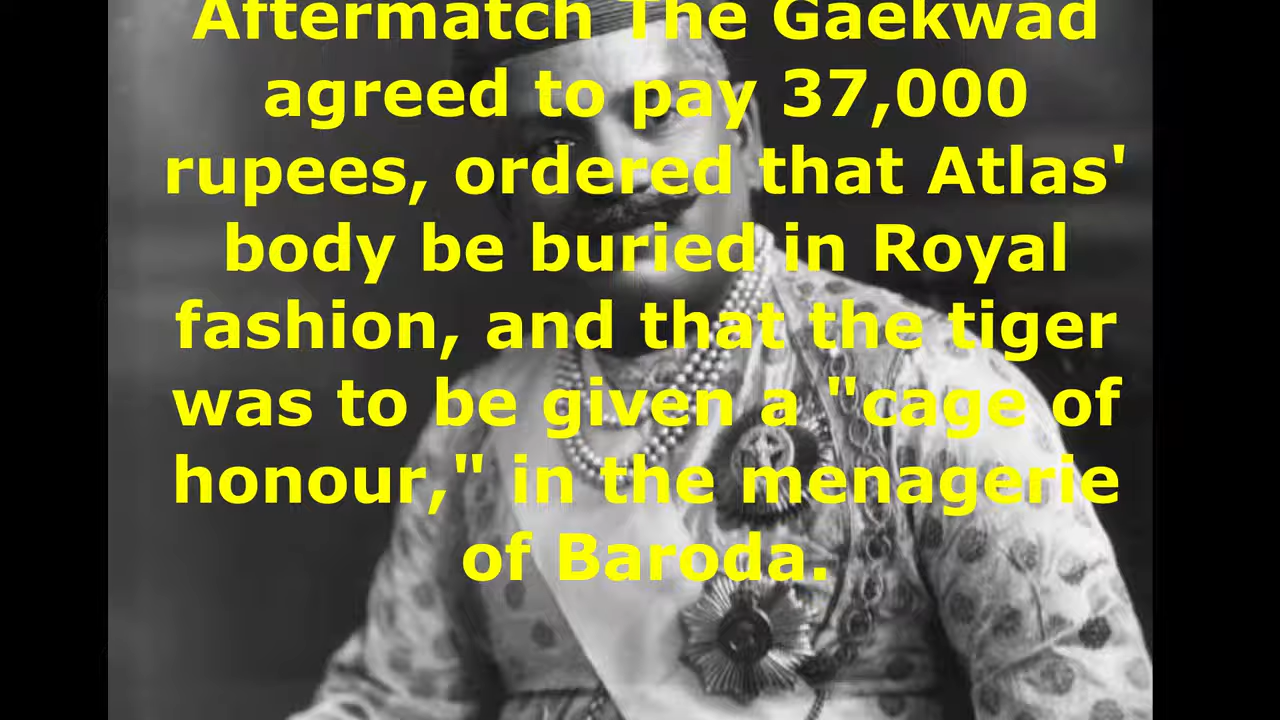 Aftermatch The Gaekwad
agreed to pay 37,000
rupees, ordered that Atlas'
body be buried in Royal
fashion, and that the tiger
was to be given a "cage of
honour," in the menagerie
of Baroda.